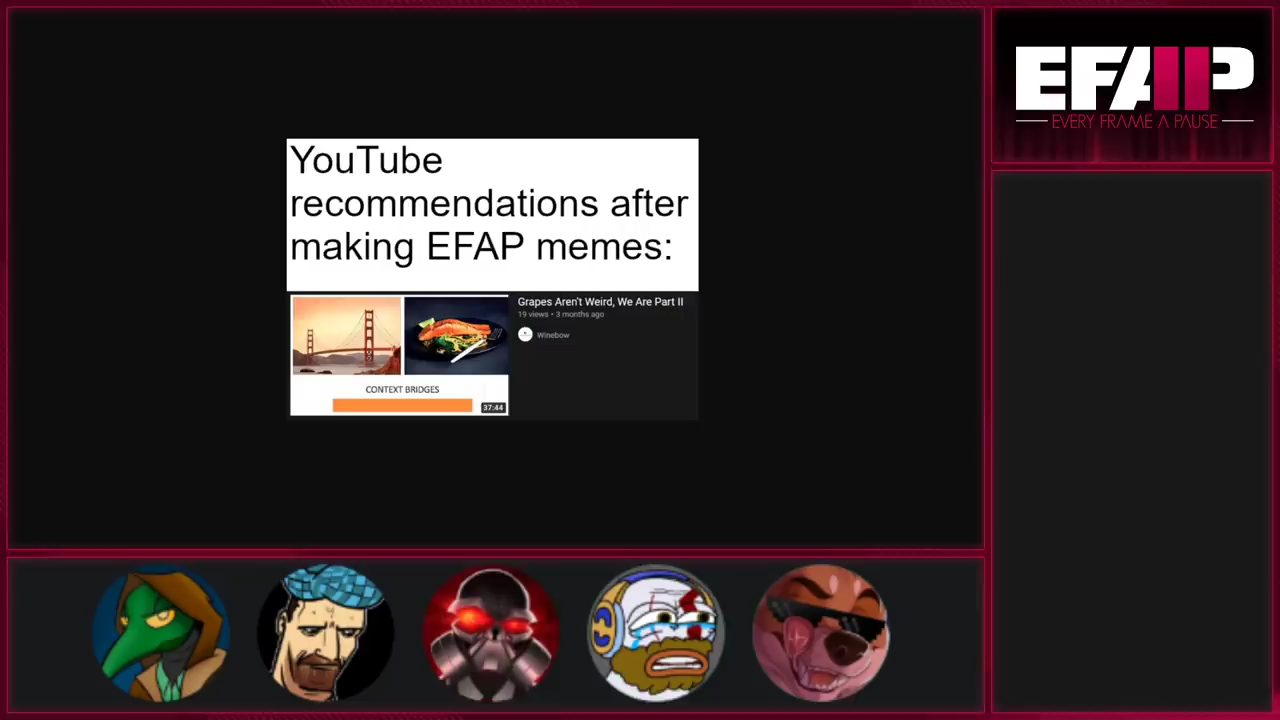 YouTube
recommendations after
making EFAP memes:
Grapes Aren't Weird, We Are Part II
19 views • 3 months ago
Winebow
CONTEXT BRIDGES
37:44
EFAP
EVERY FRAME A PAUSE